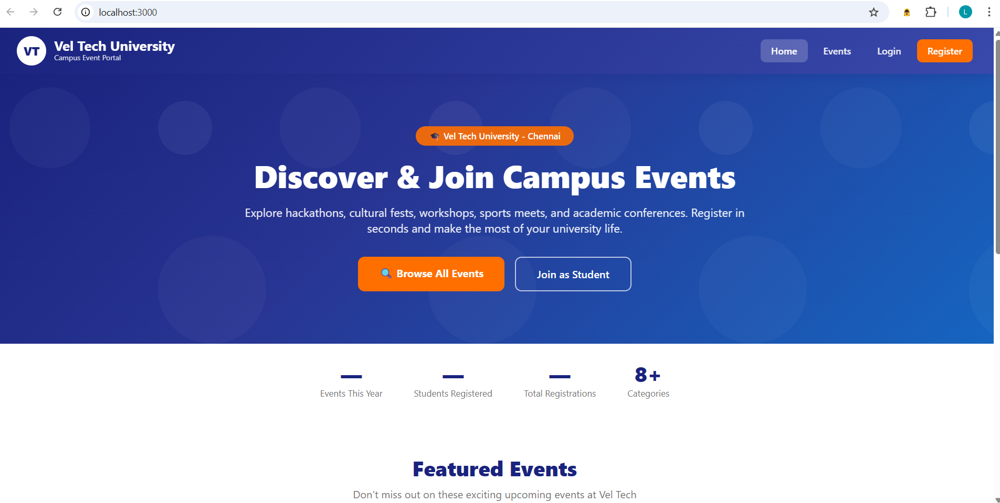 localhost:3000
L
VT
Vel Tech University
Campus Event Portal
Home
Events
Login
Register
Vel Tech University - Chennai
Discover & Join Campus Events
Explore hackathons, cultural fests, workshops, sports meets, and academic conferences. Register in
seconds and make the most of your university life.
Browse All Events
Join as Student
— — — 8+
Events This Year
Students Registered
Total Registrations
Categories
Featured Events
Don't miss out on these exciting upcoming events at Vel Tech